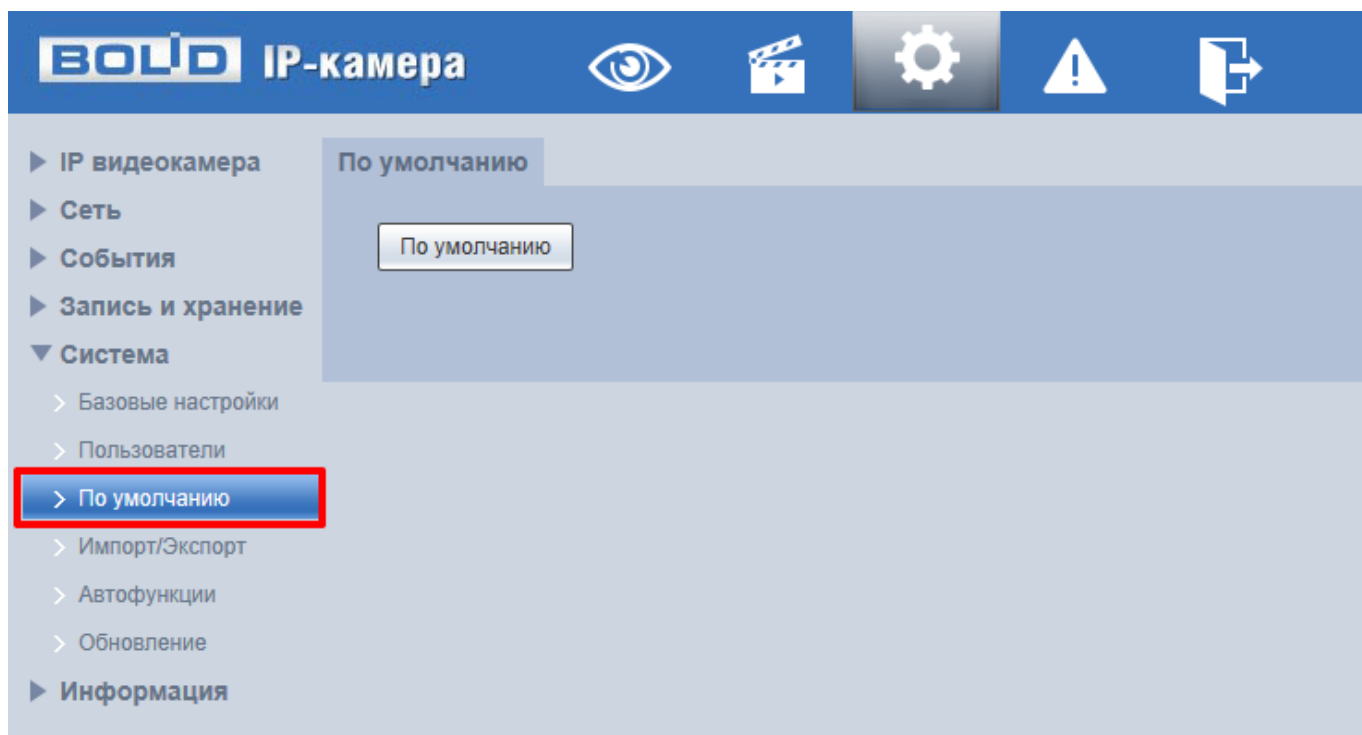 BOLID IP-камера
IP видеокамера
Сеть
События
Запись и хранение
Система
Базовые настройки
Пользователи
По умолчанию
Импорт/Экспорт
Автофункции
Обновление
Информация
По умолчанию
По умолчанию